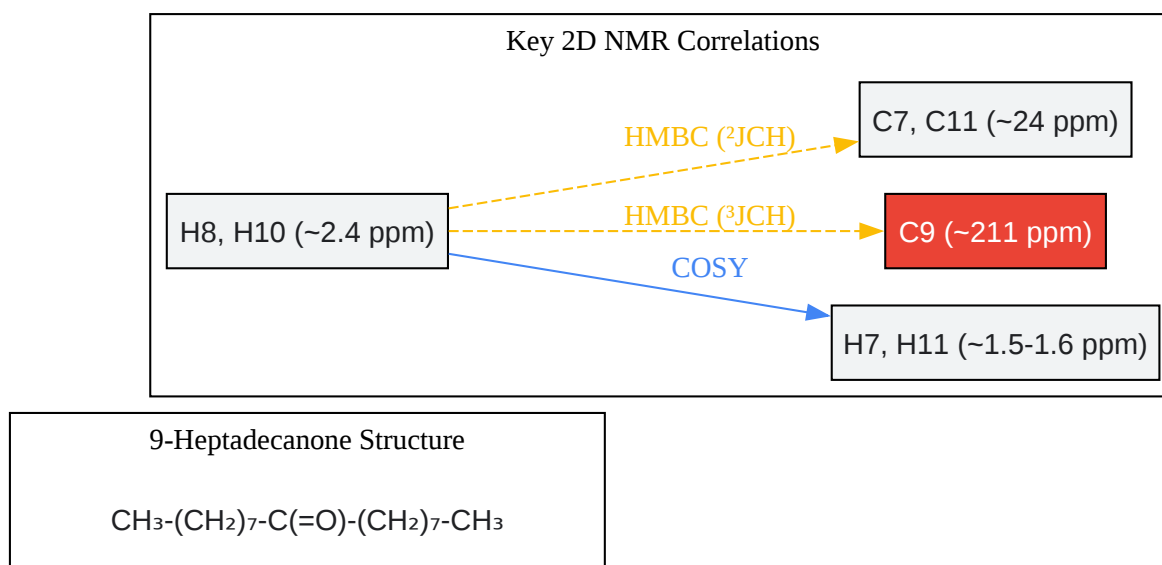 Key 2D NMR Correlations
C7, C11 (~24 ppm)
HMBC (²JCH)
H8, H10 (~2.4 ppm)
HMBC (³JCH)
C9 (~211 ppm)
COSY
H7, H11 (~1.5-1.6 ppm)
9-Heptadecanone Structure
CH₃-(CH₂)₇-C(=O)-(CH₂)₇-CH₃